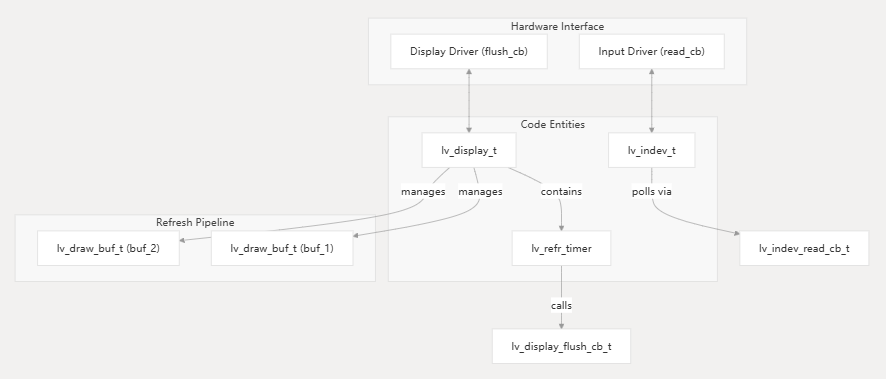 Hardware Interface
Display Driver (flush_cb)
Input Driver (read_cb)
Code Entities
lv_display_t
lv_indev_t
manages
manages
contains
polls via
Refresh Pipeline
lv_draw_buf_t (buf_2)
lv_draw_buf_t (buf_1)
lv_refr_timer
lv_indev_read_cb_t
calls
lv_display_flush_cb_t